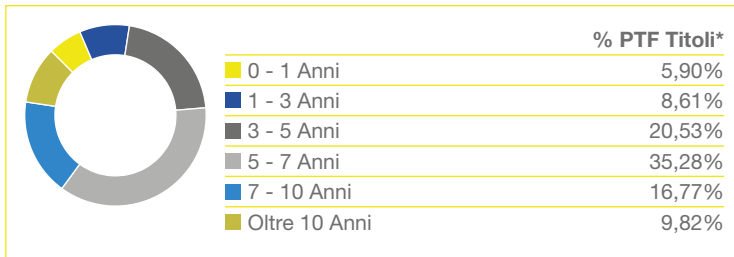 % PTF Titoli*
0 - 1 Anni 5,90%
1 - 3 Anni 8,61%
3 - 5 Anni 20,53%
5 - 7 Anni 35,28%
7 - 10 Anni 16,77%
Oltre 10 Anni 9,82%